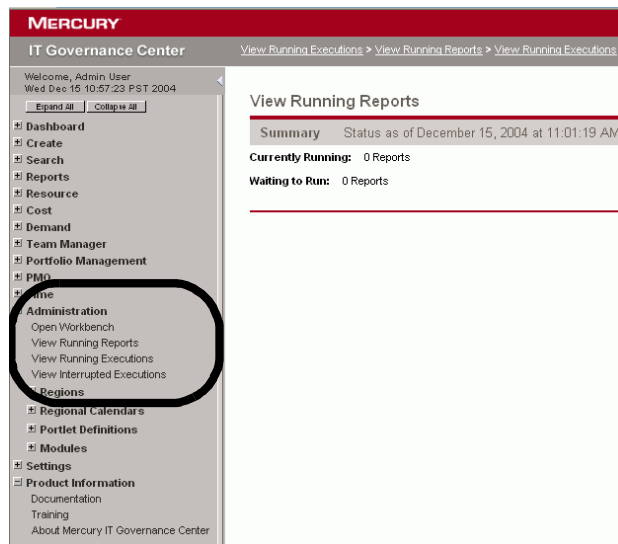 MERCURY
IT Governance Center
View Running Executions > View Running Reports > View Running Executions
Welcome, Admin User
Wed Dec 15 10:57:23 PST 2004
Expand All Collapse All
View Running Reports
Summary Status as of December 15, 2004 at 11:01:19 AM
Currently Running: 0 Reports
Waiting to Run: 0 Reports
Dashboard
Create
Search
Reports
Resource
Cost
Demand
Team Manager
Portfolio Management
PMO
Time
Administration
Open Workbench
View Running Reports
View Running Executions
View Interrupted Executions
Regions
Regional Calendars
Portlet Definitions
Modules
Settings
Product Information
Documentation
Training
About Mercury IT Governance Center